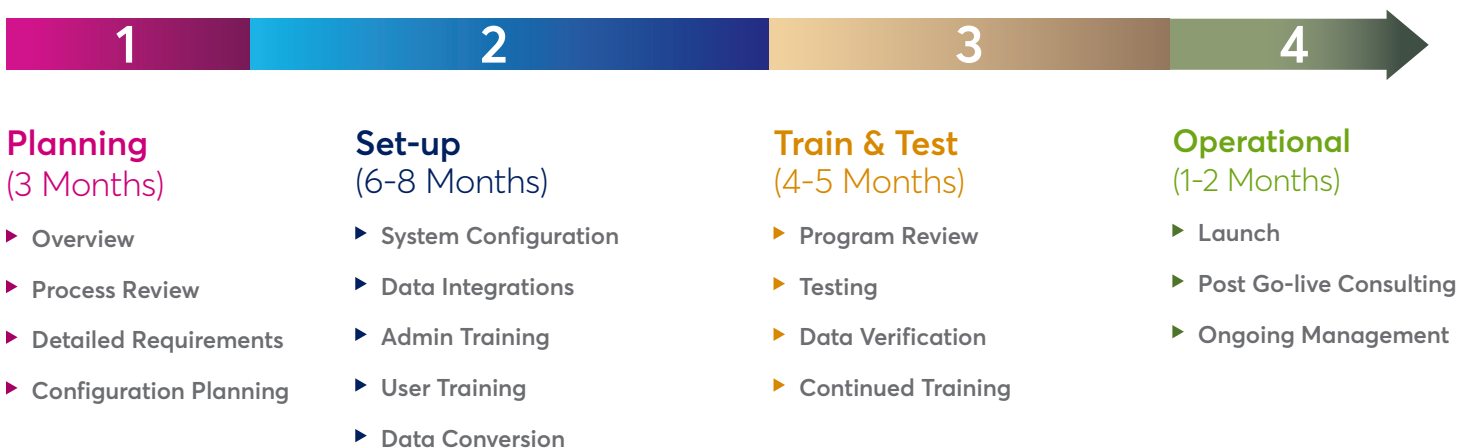 1
2
3
4
Planning
(3 Months)
Overview
Process Review
Detailed Requirements
Configuration Planning
Set-up
(6-8 Months)
System Configuration
Data Integrations
Admin Training
User Training
Data Conversion
Train & Test
(4-5 Months)
Program Review
Testing
Data Verification
Continued Training
Operational
(1-2 Months)
Launch
Post Go-live Consulting
Ongoing Management